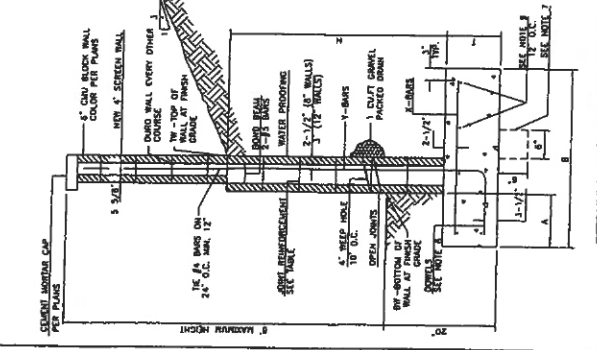 CEMENT MORTAR CAP
PER PLANS
6" CMU BLOCK WALL
COLOR PER PLANS
NEW 4' SCREEN WALL
5 5/8"
DURO WALL EVERY OTHER
COURSE
TW-TOP OF
WALL AT FINISH
GRADE
TIE #4 BARS ON
24" O.C. MIN. 12"
BOND BEAM
2-#5 BARS
WATER PROOFING
JOINT REINFORCEMENT
SEE TABLE
2-1/2" (8" WALLS)
(12" WALLS)
Y-BARS
4" WEEP HOLE
10' O.C.
1 CU.FT GRAVEL
PACKED DRAIN
OPEN JOINTS
BW-BOTTOM OF
WALL AT FINISH
GRADE
DOWELS
SEE NOTE 6
X-BARS
2-1/2"
3"
TYP.
3-1/2"
8"
6"
SEE NOTE
12" O.C.
SEE NOTE 7
A
B
20"
MAXIMUM HEIGHT
1